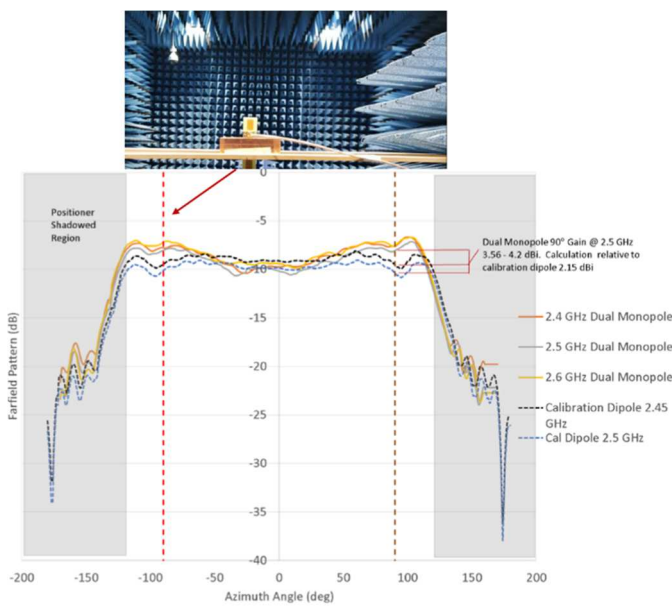 0
Positioner
Shadowed
Region
-5
Dual Monopole 90° Gain @ 2.5 GHz
3.56 - 4.2 dBi. Calculation relative to
calibration dipole 2.15 dBi
-10
-15
2.4 GHz Dual Monopole
2.5 GHz Dual Monopole
2.6 GHz Dual Monopole
-20
Calibration Dipole 2.45
GHz
-25
Cal Dipole 2.5 GHz
-30
-35
-40
Farfield Pattern (dB)
-200
-150
-100
-50
0
50
100
150
200
Azimuth Angle (deg)